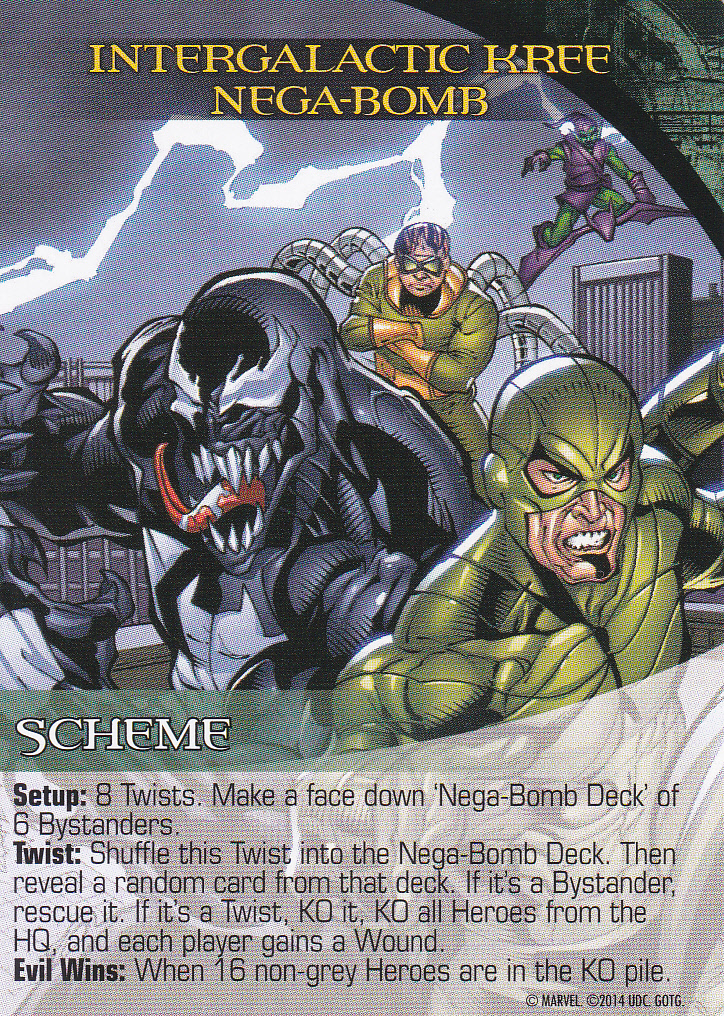 INTERGALACTIC KREE
NEGA-BOMB
SCHEME
Setup: 8 Twists. Make a face down ‘Nega-Bomb Deck’ of
6 Bystanders.
Twist: Shuffle this Twist into the Nega-Bomb Deck. Then
reveal a random card from that deck. If it’s a Bystander,
rescue it. If it’s a Twist, KO it, KO all Heroes from the
HQ, and each player gains a Wound.
Evil Wins: When 16 non-grey Heroes are in the KO pile.
© MARVEL. ©2014 UDC. GOTG.